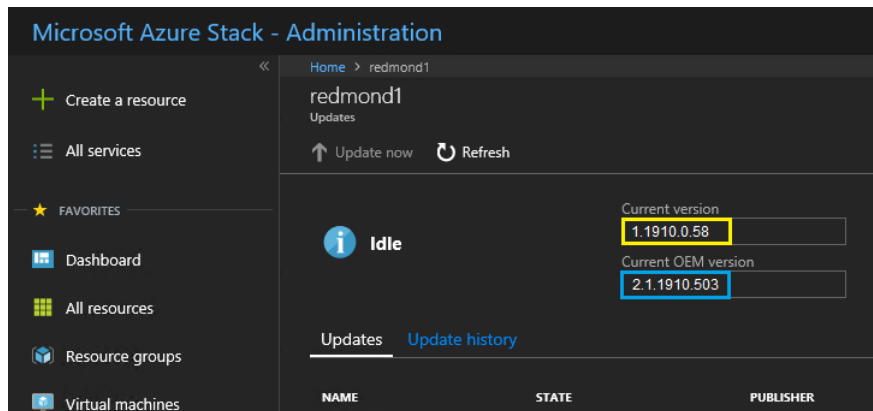 Microsoft Azure Stack - Administration
«
Home > redmond1
Create a resource
redmond1
Updates
All services
Update now Refresh
FAVORITES
Current version
1.1910.0.58
Idle
Dashboard
Current OEM version
2.1.1910.503
All resources
Updates Update history
Resource groups
Virtual machines
NAME STATE PUBLISHER